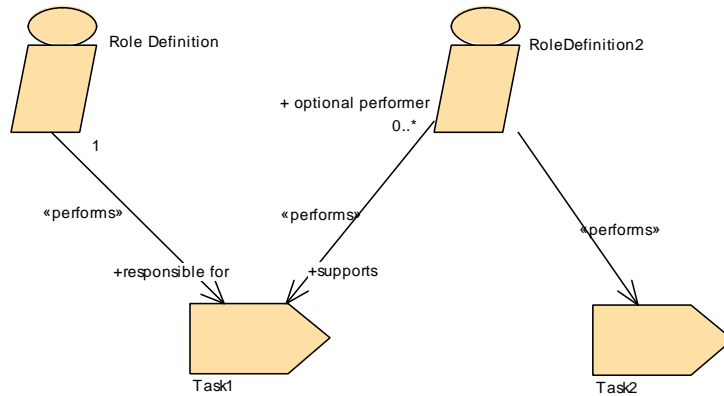 Role Definition
RoleDefinition2
+ optional performer
0..*
1
«performs»
«performs»
«performs»
+responsible for
+supports
Task1
Task2